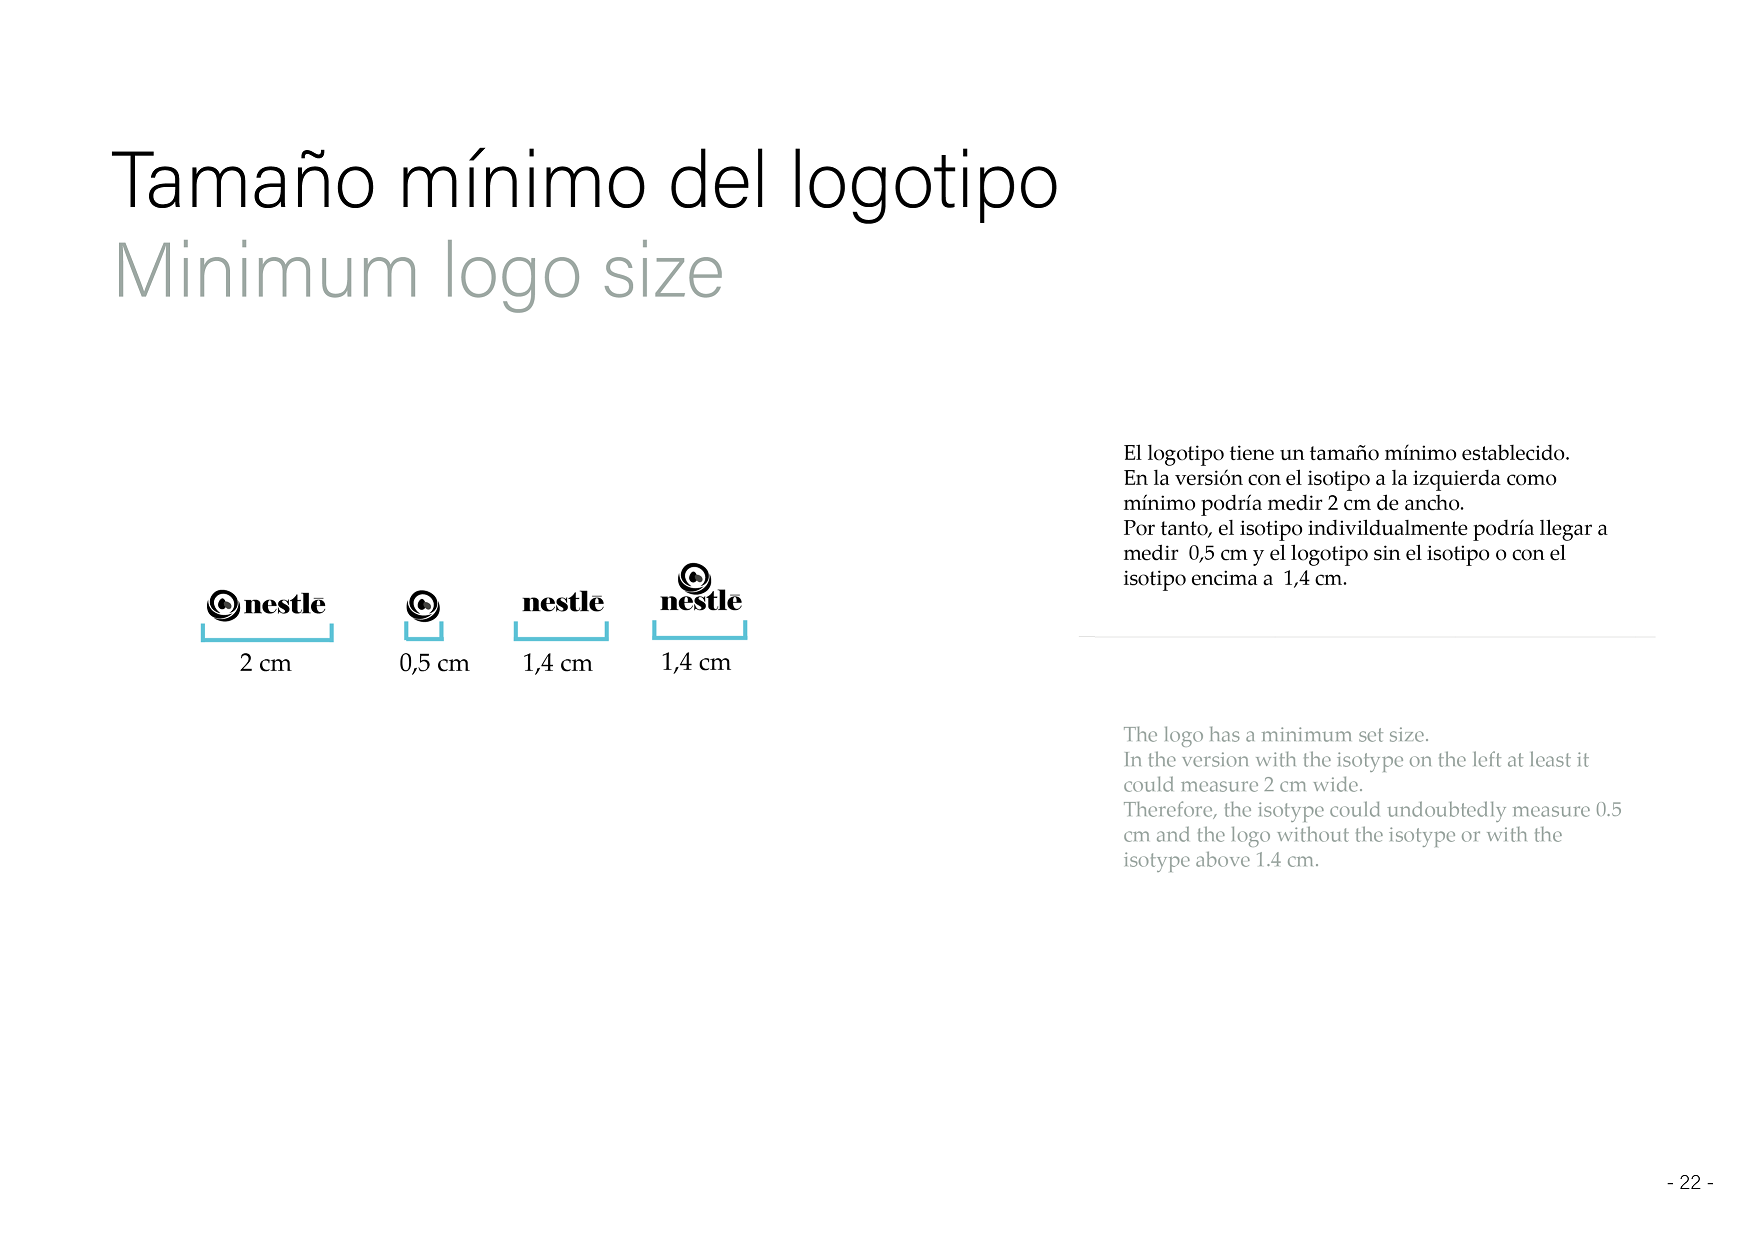 Tamaño mínimo del logotipo
Minimum logo size
El logotipo tiene un tamaño mínimo establecido.
En la versión con el isotipo a la izquierda como
mínimo podría medir 2 cm de ancho.
Por tanto, el isotipo indivildualmente podría llegar a
medir 0,5 cm y el logotipo sin el isotipo o con el
isotipo encima a 1,4 cm.
nestlē
nestlē
nestlē
2 cm
0,5 cm
1,4 cm
1,4 cm
The logo has a minimum set size.
In the version with the isotype on the left at least it
could measure 2 cm wide.
Therefore, the isotype could undoubtedly measure 0.5
cm and the logo without the isotype or with the
isotype above 1.4 cm.
- 22 -